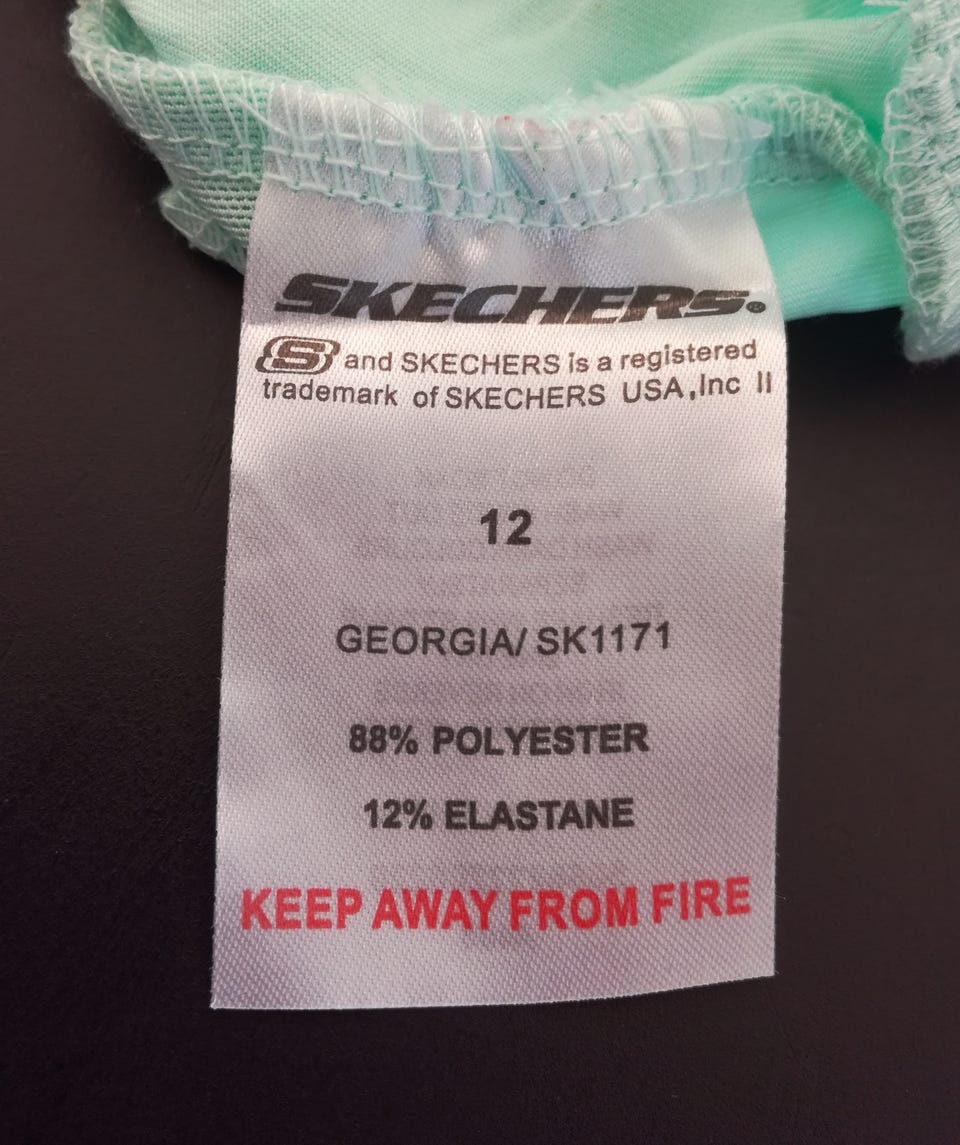 SKECHERS®
S and SKECHERS is a registered
trademark of SKECHERS USA,Inc II
12
GEORGIA/ SK1171
88% POLYESTER
12% ELASTANE
KEEP AWAY FROM FIRE